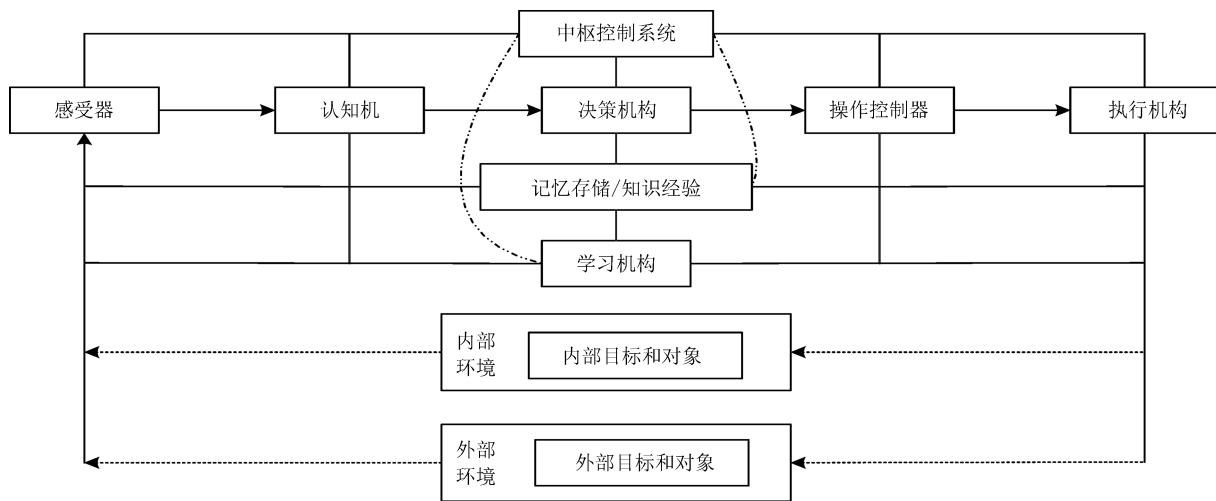 中枢控制系统
感受器
认知机
决策机构
操作控制器
执行机构
记忆存储/知识经验
学习机构
内部
环境
内部目标和对象
外部
环境
外部目标和对象